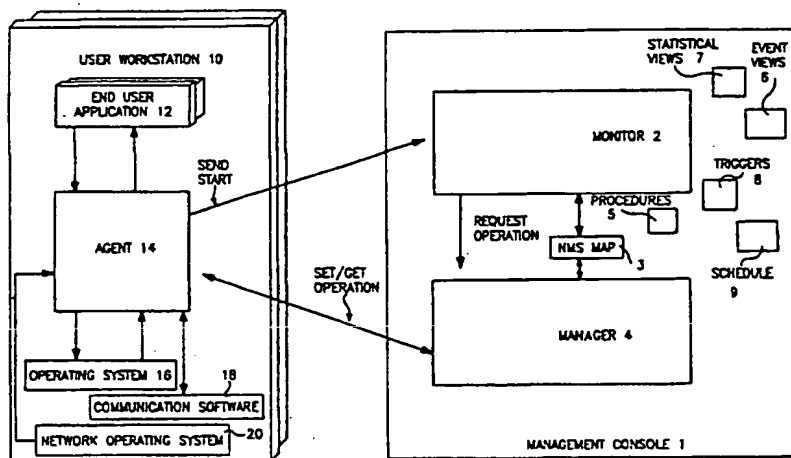 USER WORKSTATION 10
END USER
APPLICATION 12
SEND
START
AGENT 14
SET/GET
OPERATION
OPERATING SYSTEM 16
18
COMMUNICATION SOFTWARE
20
NETWORK OPERATING SYSTEM
STATISTICAL
VIEWS 7
EVENT
VIEWS
6
MONITOR 2
TRIGGERS
8
PROCEDURES
5
REQUEST
OPERATION
NMS MAP
3
SCHEDULE
9
MANAGER 4
MANAGEMENT CONSOLE 1